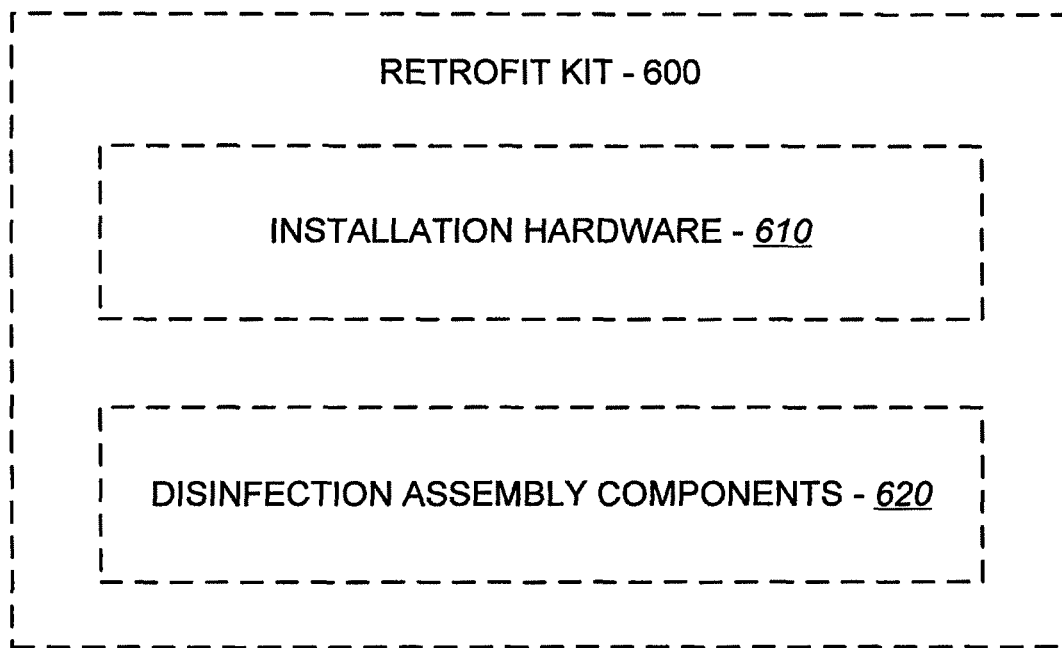 RETROFIT KIT - 600
INSTALLATION HARDWARE - 610
DISINFECTION ASSEMBLY COMPONENTS - 620